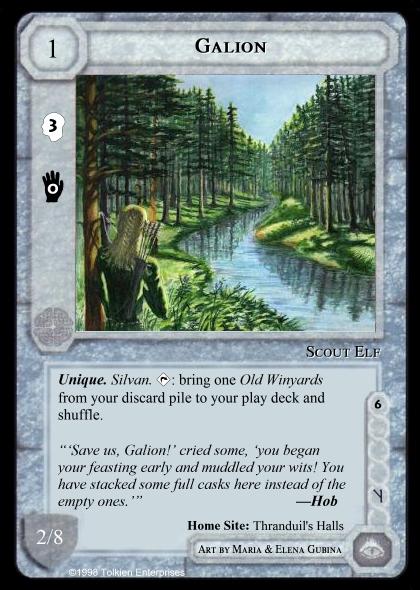 1
GALION
3
SCOUT ELF
Unique. Silvan. : bring one Old Winyards
from your discard pile to your play deck and
shuffle.
6
“‘Save us, Galion!’ cried some, ‘you began
your feasting early and muddled your wits! You
have stacked some full casks here instead of the
empty ones.’”
—Hob
Home Site: Thranduil's Halls
2/8
ART BY MARIA & ELENA GUBINA
©1998 Tolkien Enterprises